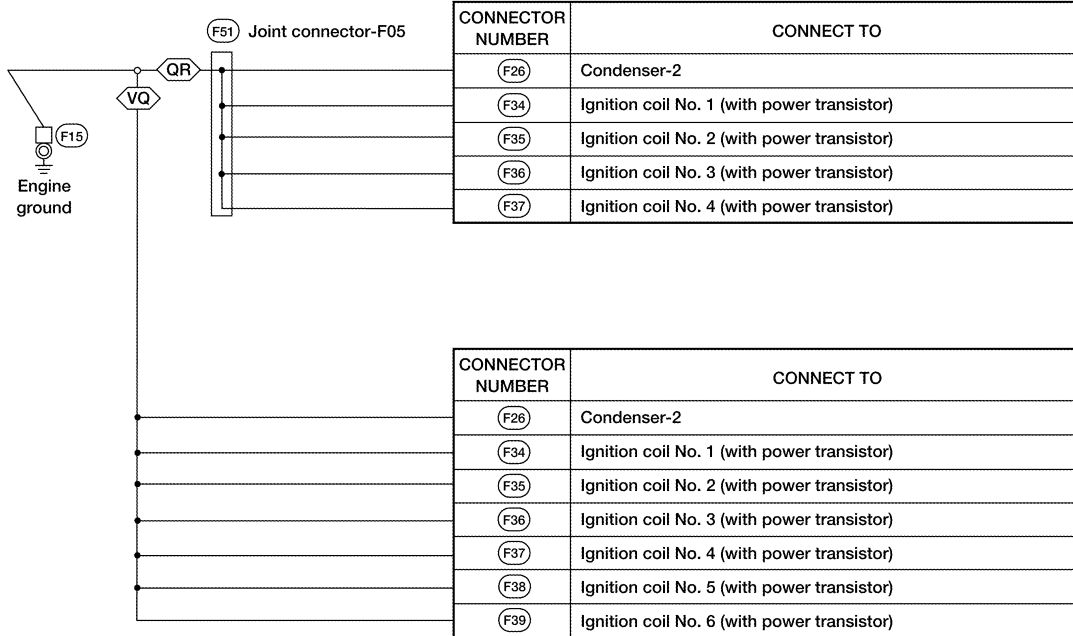 F51 Joint connector-F05
QR
VQ
F15
Engine
ground
CONNECTOR
NUMBER
CONNECT TO
F26 Condenser-2
F34 Ignition coil No. 1 (with power transistor)
F35 Ignition coil No. 2 (with power transistor)
F36 Ignition coil No. 3 (with power transistor)
F37 Ignition coil No. 4 (with power transistor)
CONNECTOR
NUMBER
CONNECT TO
F26 Condenser-2
F34 Ignition coil No. 1 (with power transistor)
F35 Ignition coil No. 2 (with power transistor)
F36 Ignition coil No. 3 (with power transistor)
F37 Ignition coil No. 4 (with power transistor)
F38 Ignition coil No. 5 (with power transistor)
F39 Ignition coil No. 6 (with power transistor)